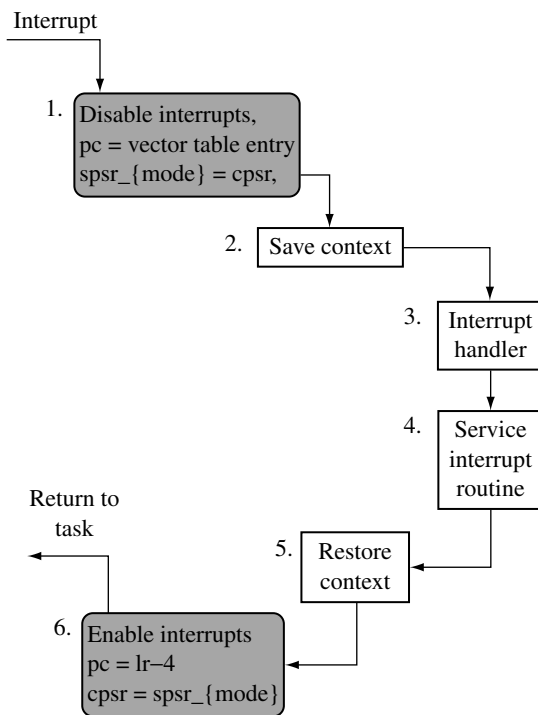 Interrupt
1.
Disable interrupts,
pc = vector table entry
spsr_{mode} = cpsr,
2.
Save context
3.
Interrupt
handler
4.
Service
interrupt
routine
5.
Restore
context
6.
Enable interrupts
pc = lr−4
cpsr = spsr_{mode}
Return to
task